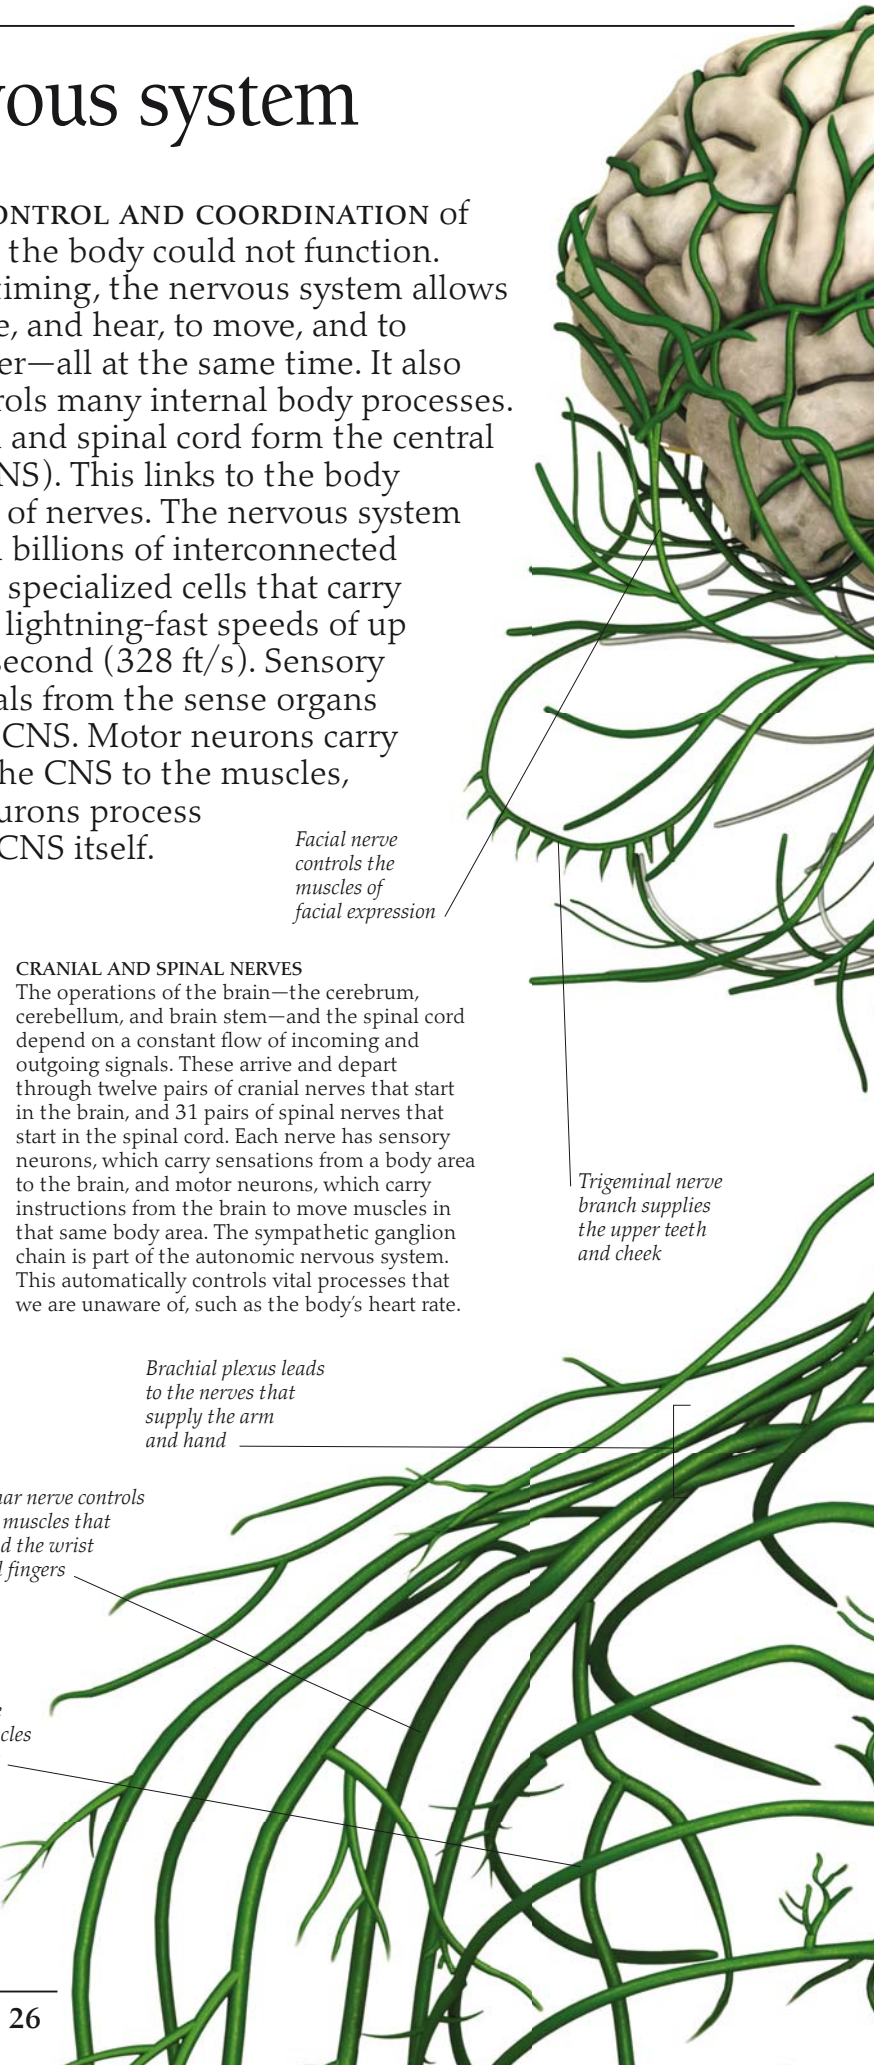 vous system
ONTROL AND COORDINATION of
the body could not function.
timing, the nervous system allows
e, and hear, to move, and to
er—all at the same time. It also
rols many internal body processes.
and spinal cord form the central
NS). This links to the body
of nerves. The nervous system
billions of interconnected
specialized cells that carry
lightning-fast speeds of up
second (328 ft/s). Sensory
als from the sense organs
CNS. Motor neurons carry
he CNS to the muscles,
urons process
CNS itself.
Facial nerve
controls the
muscles of
facial expression
CRANIAL AND SPINAL NERVES
The operations of the brain—the cerebrum,
cerebellum, and brain stem—and the spinal cord
depend on a constant flow of incoming and
outgoing signals. These arrive and depart
through twelve pairs of cranial nerves that start
in the brain, and 31 pairs of spinal nerves that
start in the spinal cord. Each nerve has sensory
neurons, which carry sensations from a body area
to the brain, and motor neurons, which carry
instructions from the brain to move muscles in
that same body area. The sympathetic ganglion
chain is part of the autonomic nervous system.
This automatically controls vital processes that
we are unaware of, such as the body's heart rate.
Trigeminal nerve
branch supplies
the upper teeth
and cheek
Brachial plexus leads
to the nerves that
supply the arm
and hand
ar nerve controls
muscles that
d the wrist
fingers
cles
26